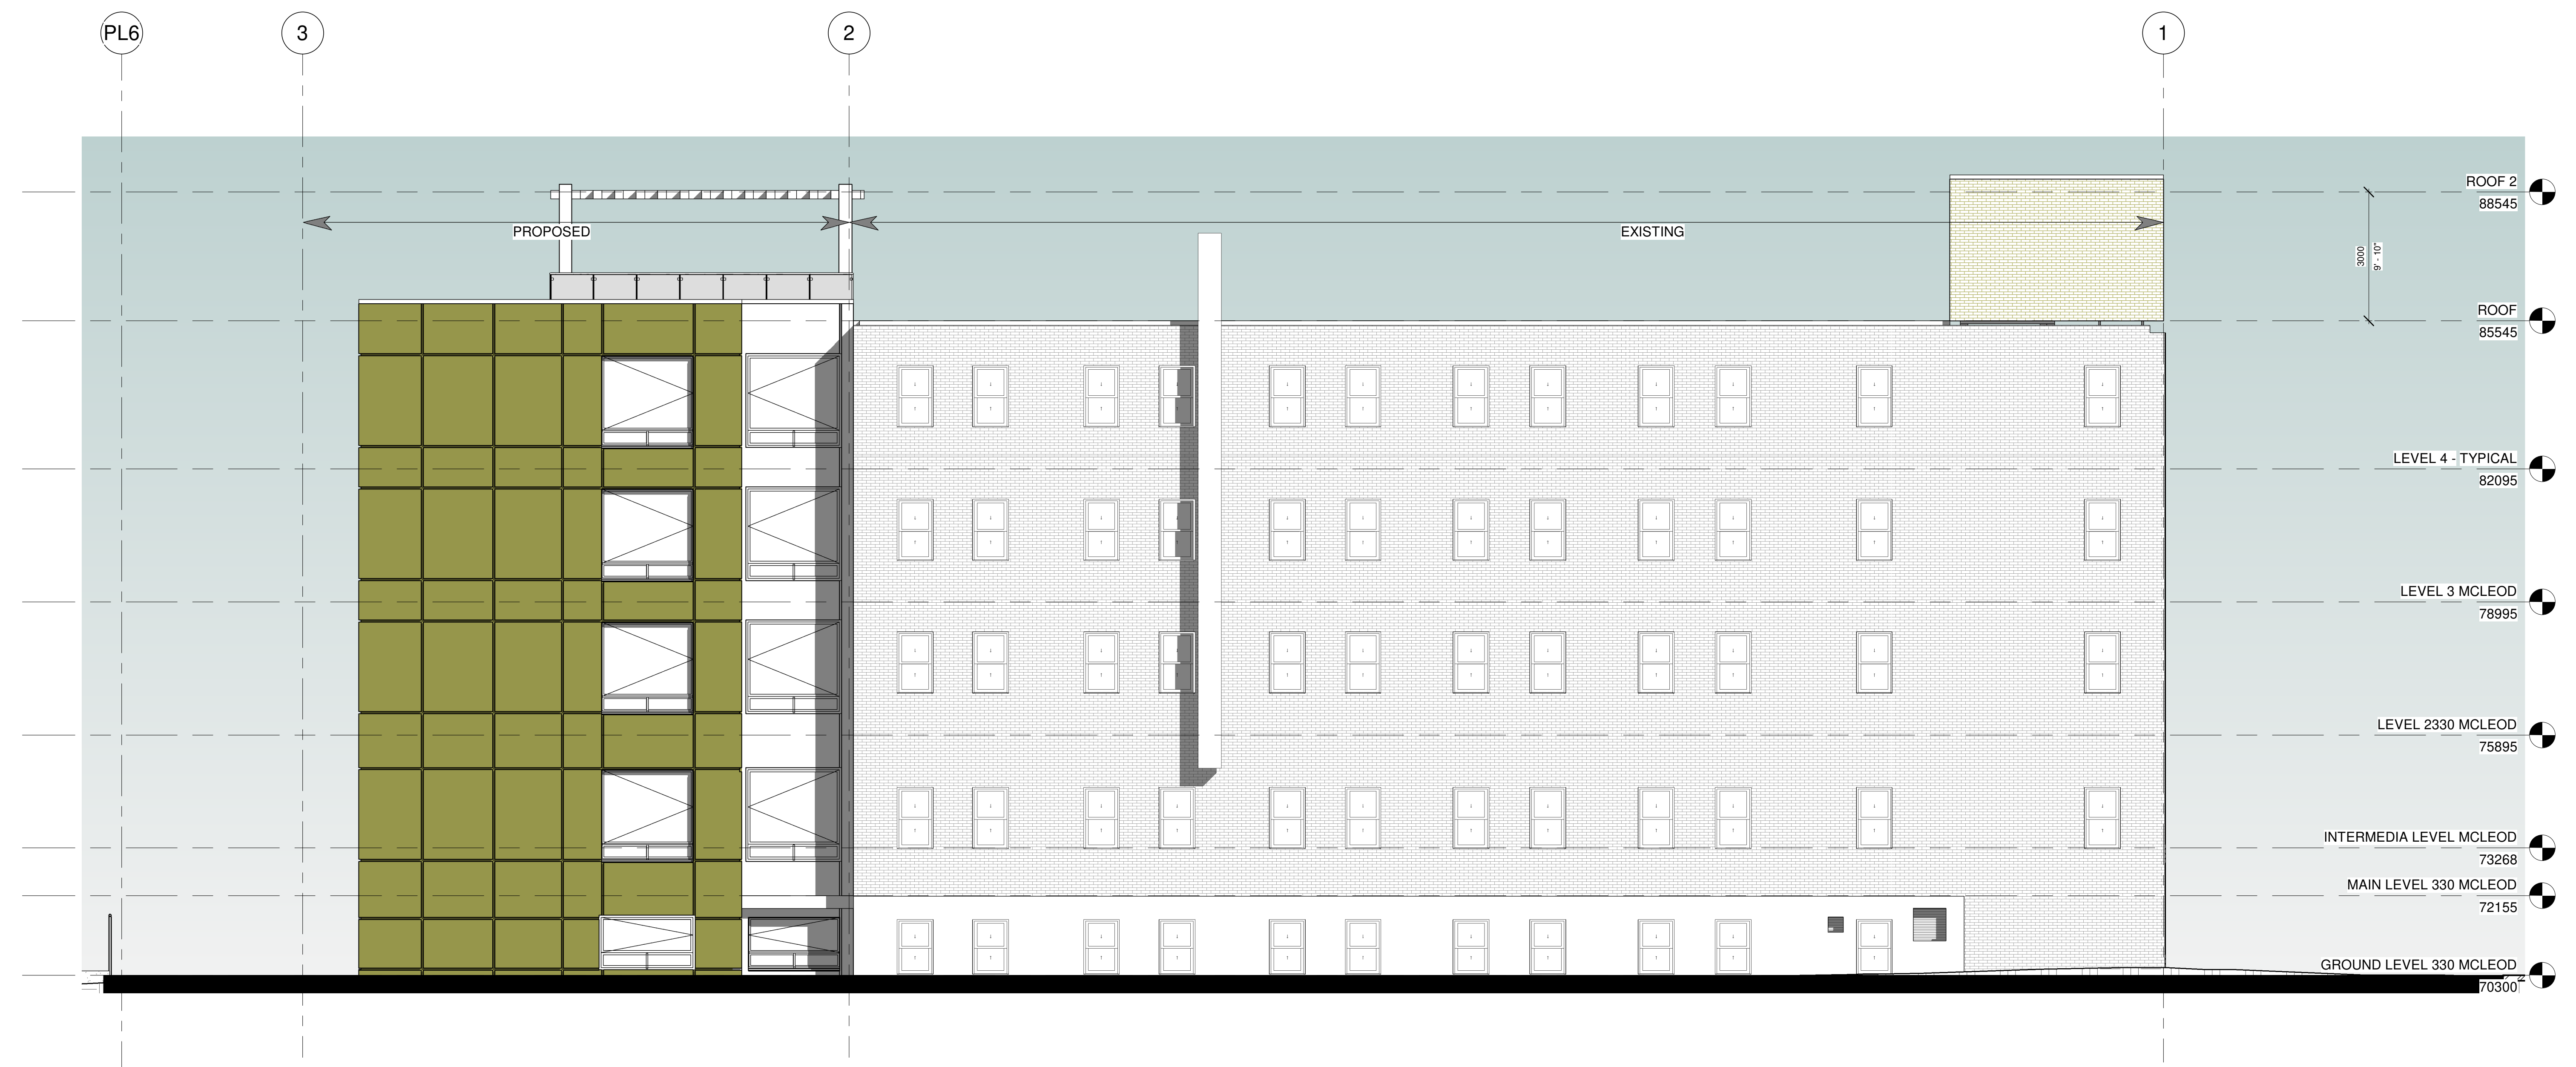 PL6
3
2
1
ROOF 2
88545
PROPOSED
EXISTING
3000
9' - 10"
ROOF
85545
LEVEL 4 - TYPICAL
82095
LEVEL 3 MCLEOD
78995
LEVEL 2330 MCLEOD
75895
INTERMEDIA LEVEL MCLEOD
73268
MAIN LEVEL 330 MCLEOD
72155
GROUND LEVEL 330 MCLEOD
70300